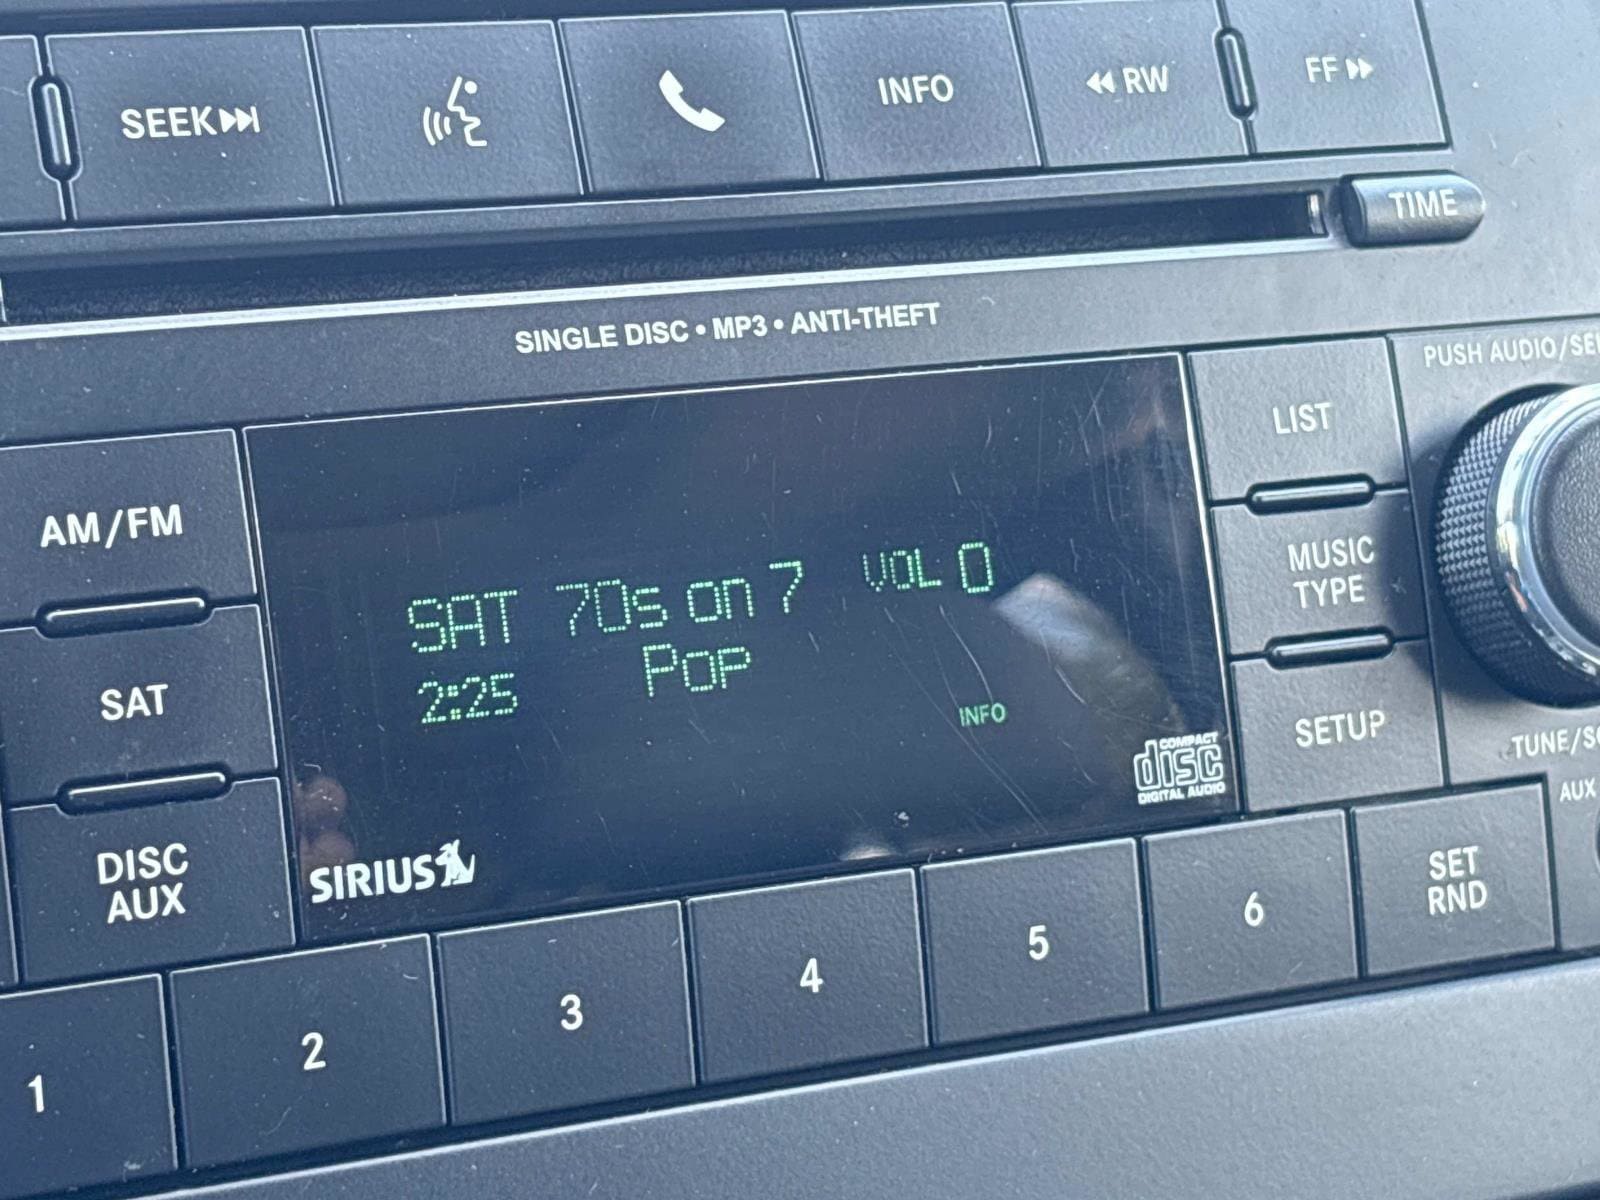 SEEK
INFO
RW
FF
TIME
SINGLE DISC • MP3 • ANTI-THEFT
PUSH AUDIO/SE
LIST
AM/FM
MUSIC
TYPE
SAT 70s on 7 VOL 0
2:25 Pop
INFO
SAT
SETUP
TUNE/SC
AUX
COMPACT
disc
DIGITAL AUDIO
DISC
AUX
SIRIUS
SET
RND
1
2
3
4
5
6